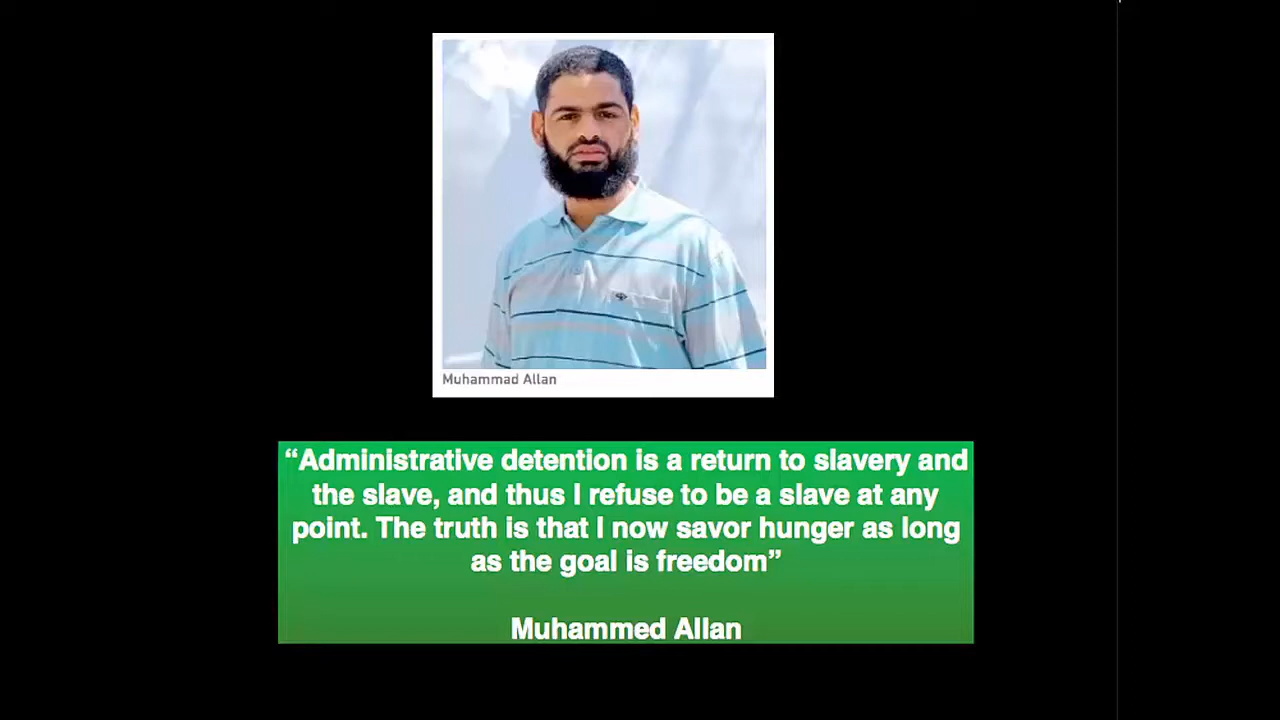 Muhammad Allan
“Administrative detention is a return to slavery and
the slave, and thus I refuse to be a slave at any
point. The truth is that I now savor hunger as long
as the goal is freedom”
Muhammed Allan